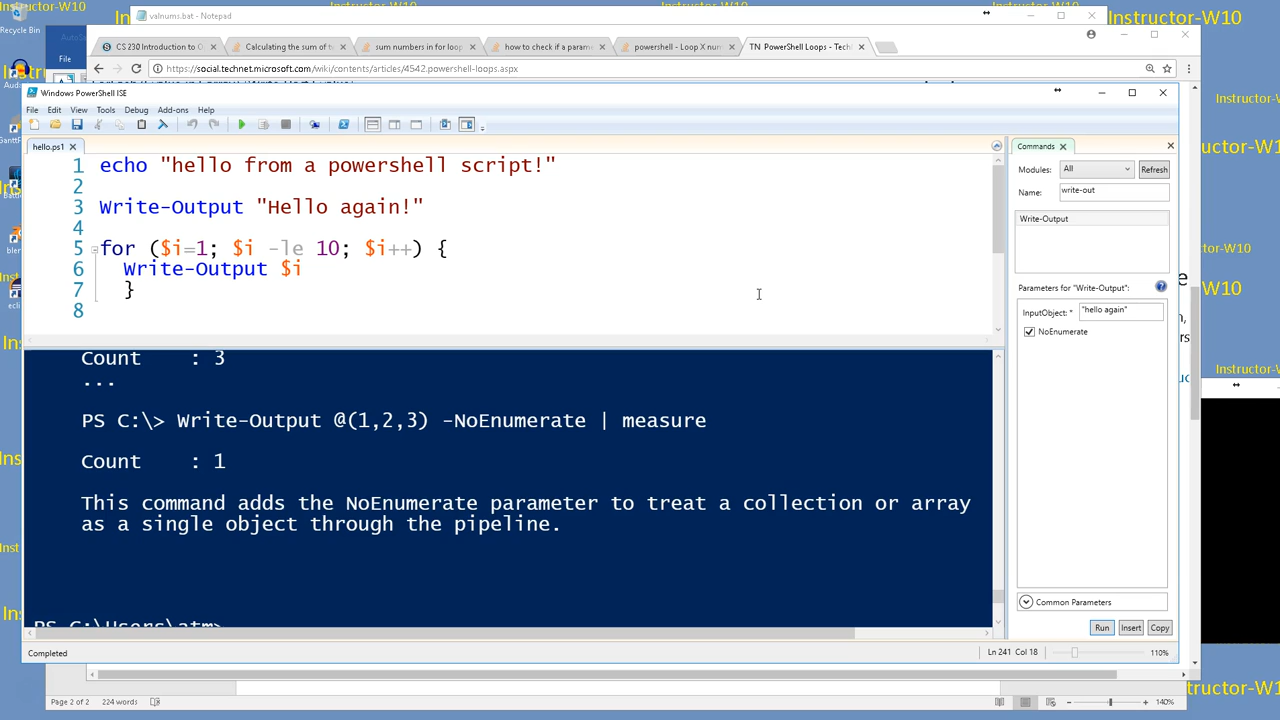 Instructor-W10
valnums.bat - Notepad
Recycle Bin
CS 230 Introduction to O
Calculating the sum of t
sum numbers in for loop
how to check if a param
powershell - Loop X num
TN PowerShell Loops - Tech
File
https://social.technet.microsoft.com/wiki/contents/articles/4542.powershell-loops.aspx
Windows PowerShell ISE
File Edit View Tools Debug Add-ons Help
hello.ps1
1 echo "hello from a powershell script!"
2
3 Write-Output "Hello again!"
4
5 for ($i=1; $i -le 10; $i++) {
6 Write-Output $i
7 }
8
Count : 3
...
PS C:\> Write-Output @(1,2,3) -NoEnumerate | measure
Count : 1
This command adds the NoEnumerate parameter to treat a collection or array
as a single object through the pipeline.
PS C:\Users\atm>
Commands
Modules: All Refresh
Name: write-out
Write-Output
Parameters for "Write-Output":
InputObject: * "hello again"
NoEnumerate
Common Parameters
Run Insert Copy
Completed
Ln 241 Col 18
110%
Page 2 of 2 224 words
140%
Instructor-W10
Instructor-W10
Instructor-W10
Instructor-W10
Instructor-W10
Instructor-W10